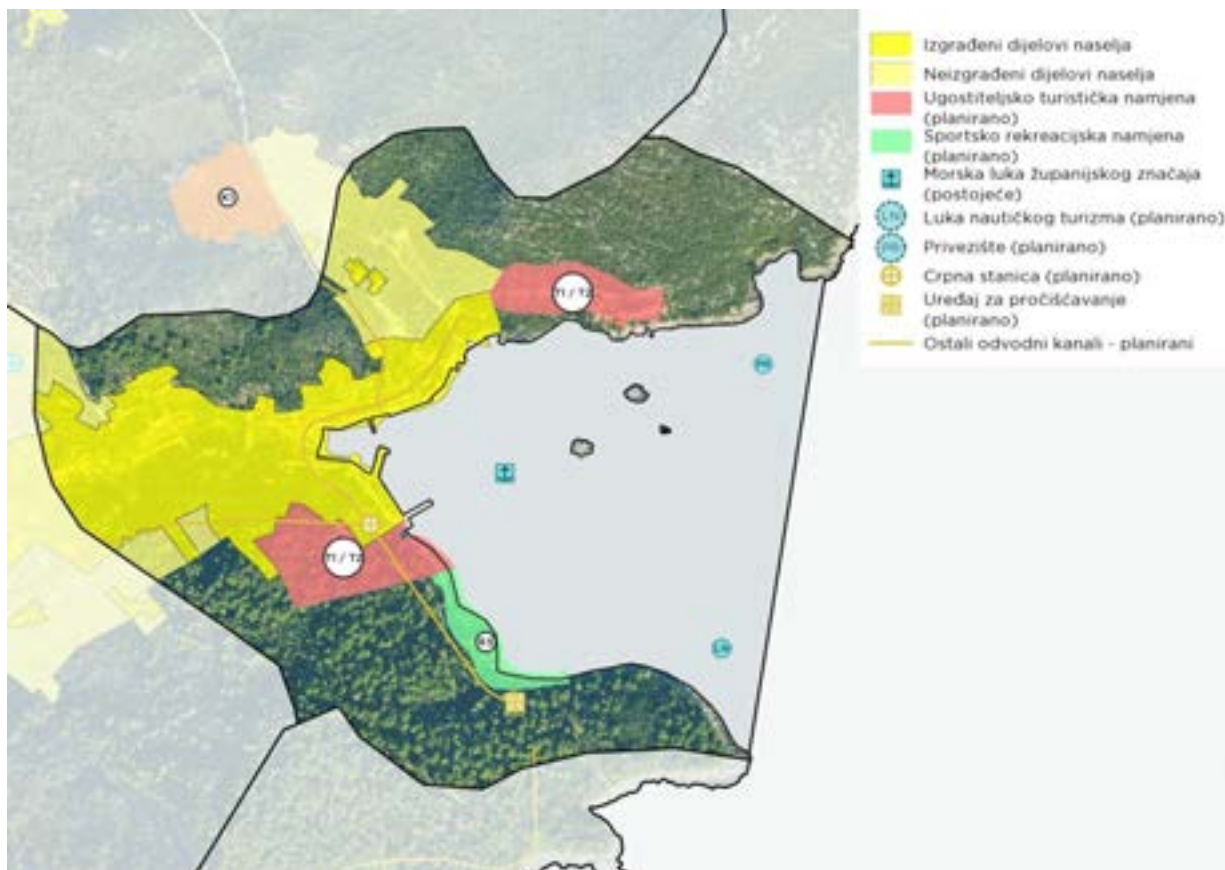 Izgrađeni dijelovi naselja
Neizgrađeni dijelovi naselja
Ugostiteljsko turistička namjena
(planirano)
Sportsko rekreacijska namjena
(planirano)
Morska luka županijskog značaja
(postojeće)
LN Luka nautičkog turizma (planirano)
Privezište (planirano)
Crpna stanica (planirano)
Uređaj za pročišćavanje
(planirano)
Ostali odvodni kanali - planirani
T1 / T2
T1 / T2
LN